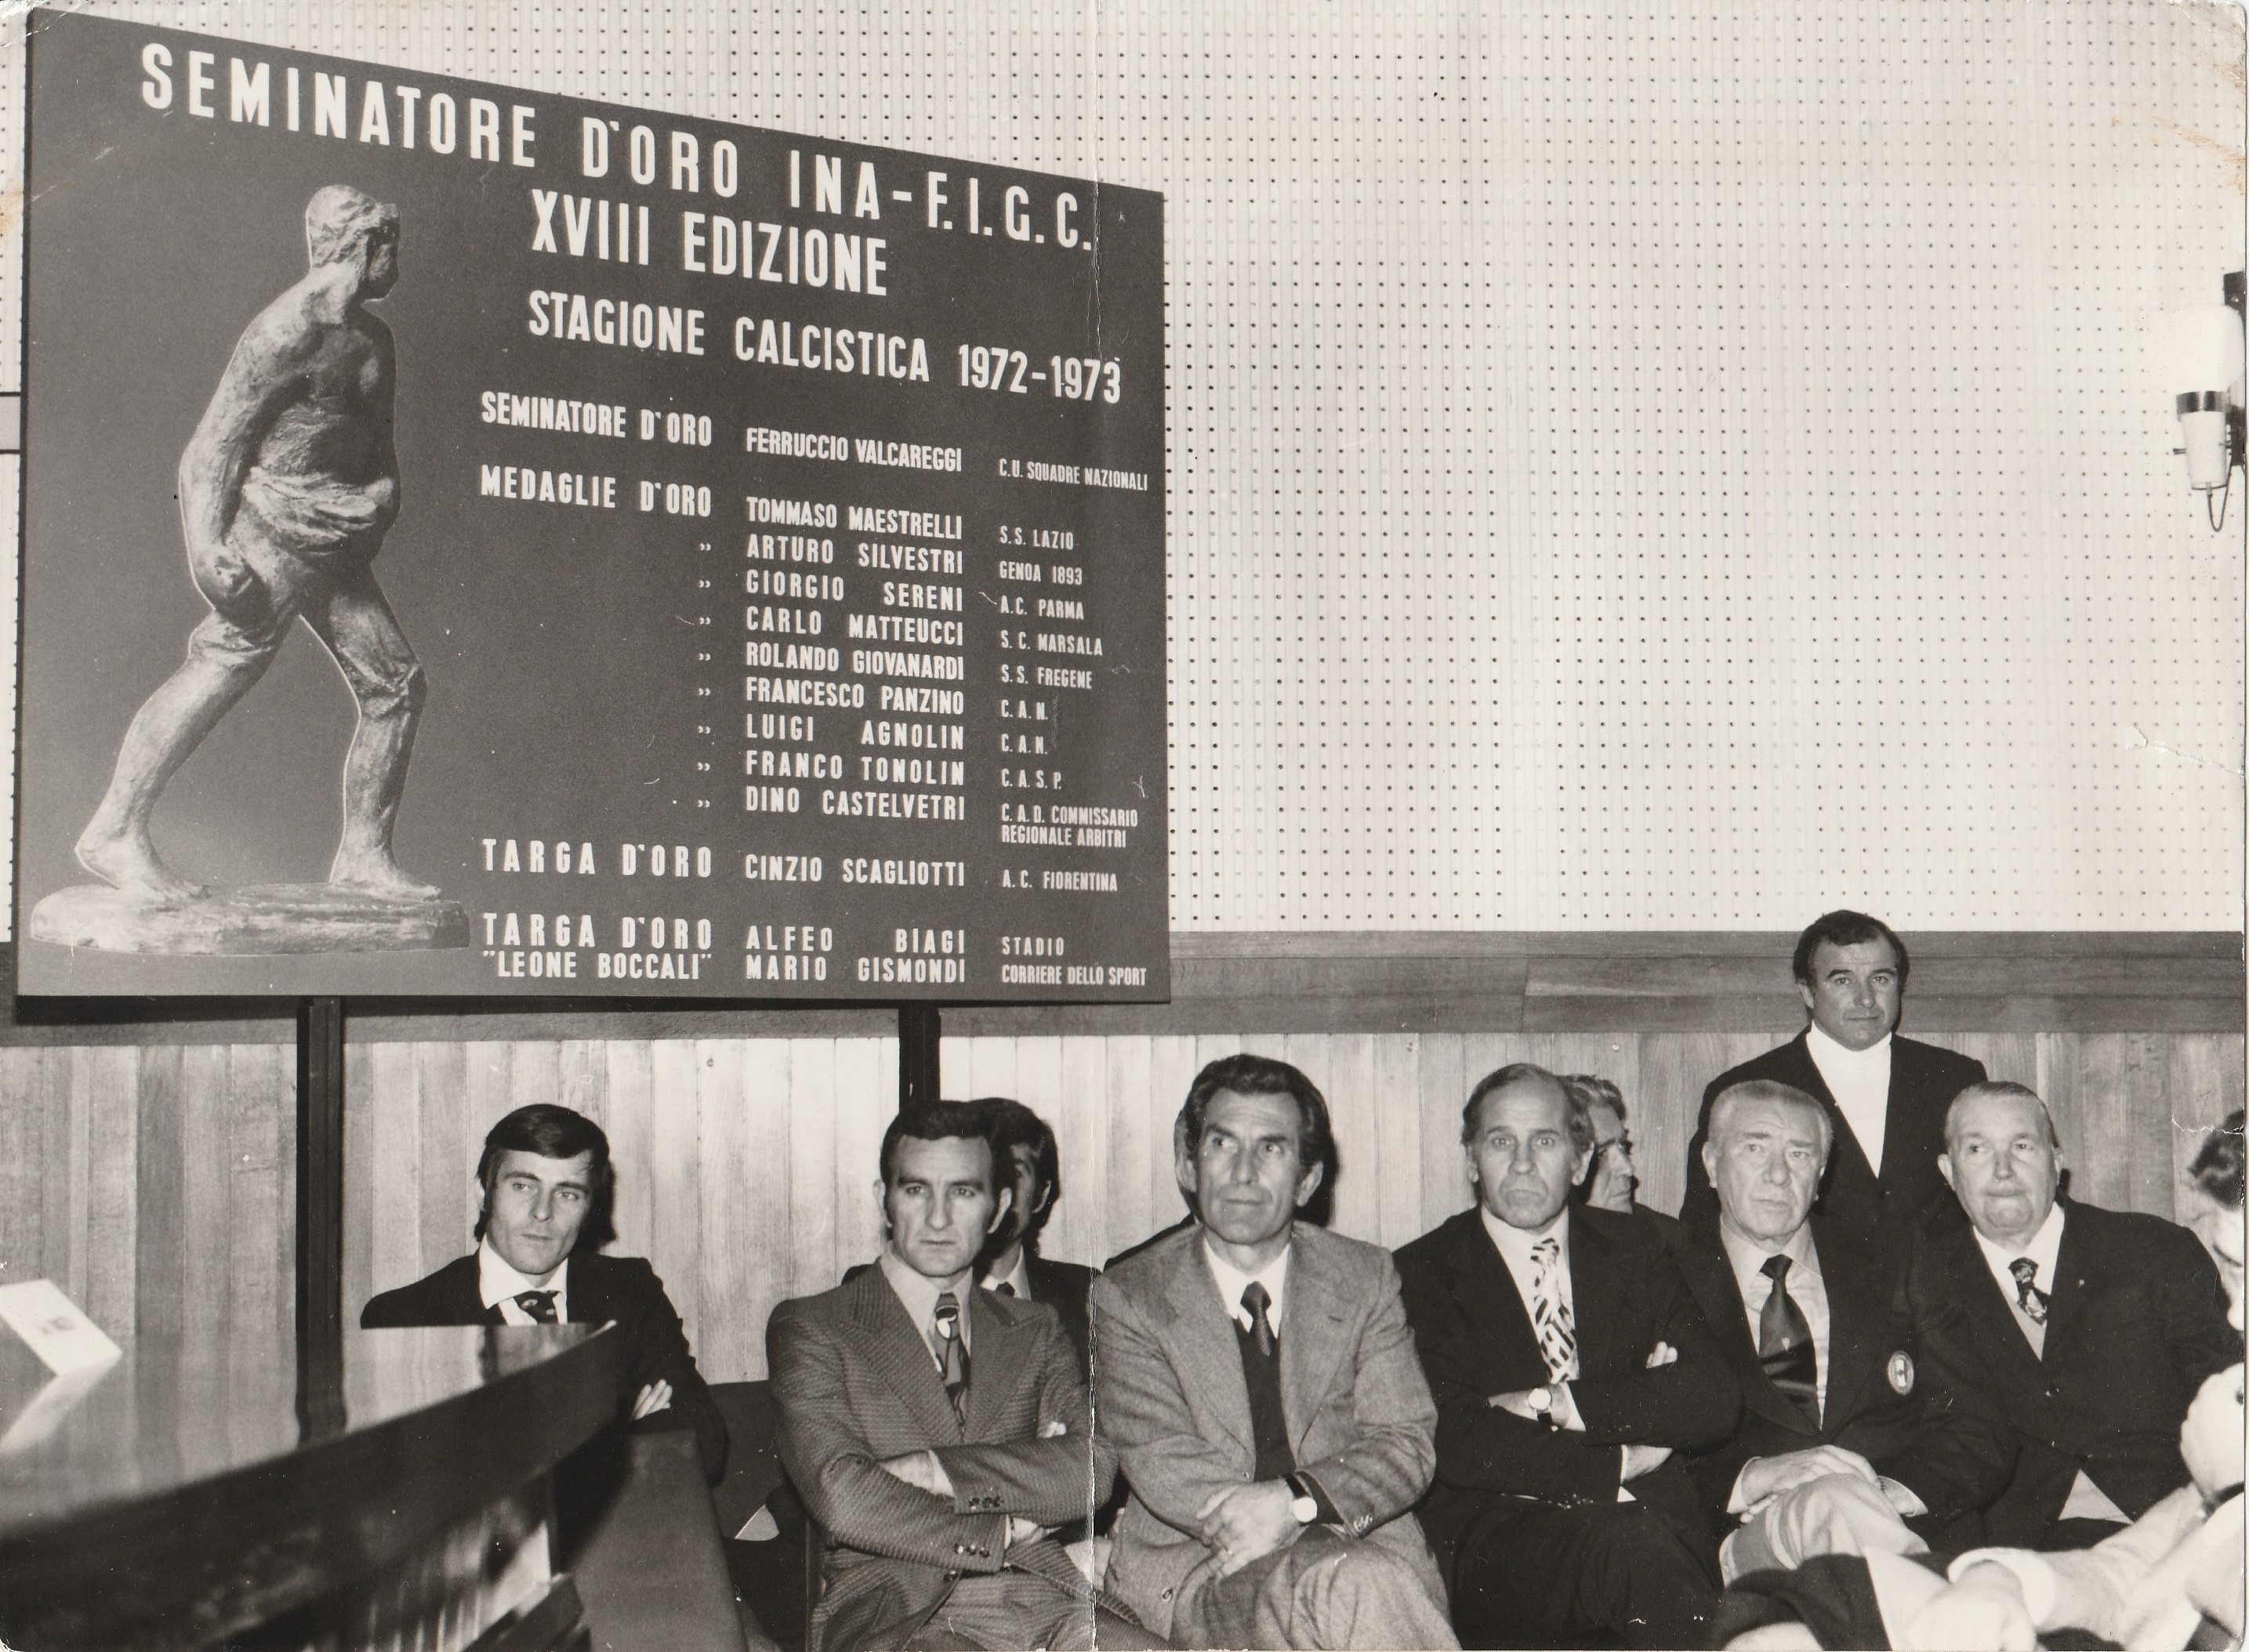 SEMINATORE D'ORO INA-F.I.G.C.
XVIII EDIZIONE
STAGIONE CALCISTICA 1972-1973
SEMINATORE D'ORO FERRUCCIO VALCAREGGI C.U. SQUADRE NAZIONALI
MEDAGLIE D'ORO TOMMASO MAESTRELLI S.S. LAZIO
" ARTURO SILVESTRI GENOA 1893
" GIORGIO SERENI A.C. PARMA
" CARLO MATTEUCCI S.C. MARSALA
" ROLANDO GIOVANARDI S.S. FREGENE
" FRANCESCO PANZINO C.A.N.
" LUIGI AGNOLIN C.A.N.
" FRANCO TONOLIN C.A.S.P.
" DINO CASTELVETRI C.A.D. COMMISSARIO
REGIONALE ARBITRI
TARGA D'ORO CINZIO SCAGLIOTTI A.C. FIORENTINA
TARGA D'ORO ALFEO BIAGI STADIO
"LEONE BOCCALI" MARIO GISMONDI CORRIERE DELLO SPORT